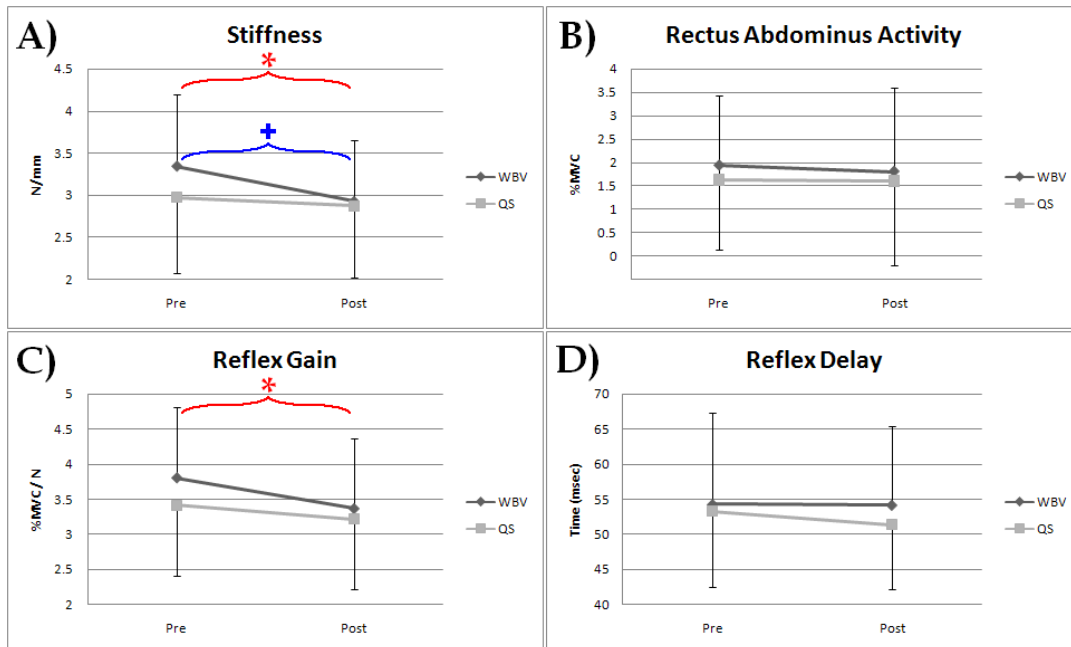 A)
Stiffness
*
+
4.5
4
3.5
3
2.5
2
N/mm
Pre
Post
WBV
QS
B)
Rectus Abdominus Activity
4
3.5
3
2.5
2
1.5
1
0.5
0
%MVC
Pre
Post
WBV
QS
C)
Reflex Gain
*
5
4.5
4
3.5
3
2.5
2
%MVC / N
Pre
Post
WBV
QS
D)
Reflex Delay
70
65
60
55
50
45
40
Time (msec)
Pre
Post
WBV
QS